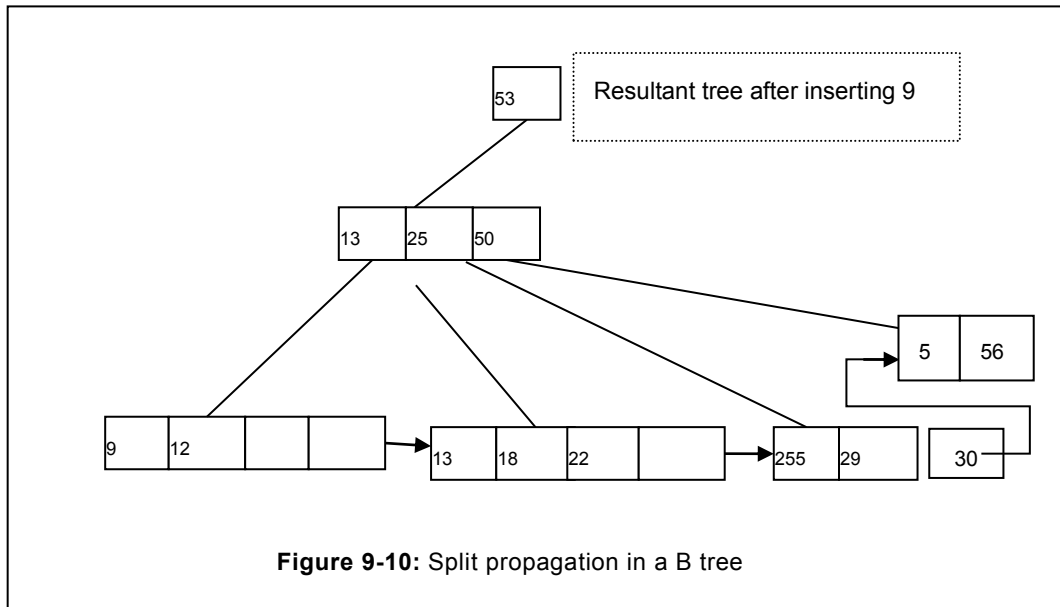 53
Resultant tree after inserting 9
13 25 50
5 56
9 12
13 18 22
255 29
30
Figure 9-10: Split propagation in a B tree